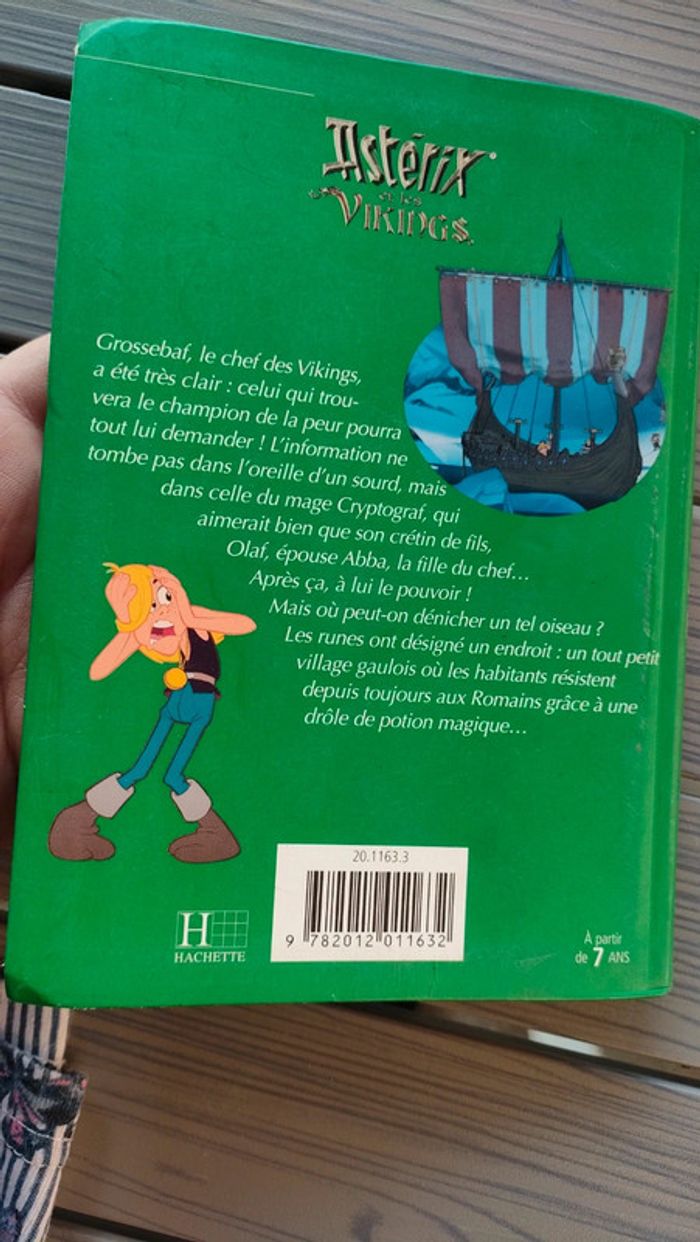 Astérix
et les
VIKINGS
Grossebaf, le chef des Vikings,
a été très clair : celui qui trou-
vera le champion de la peur pourra
tout lui demander ! L'information ne
tombe pas dans l'oreille d'un sourd, mais
dans celle du mage Cryptograf, qui
aimerait bien que son crétin de fils,
Olaf, épouse Abba, la fille du chef...
Après ça, à lui le pouvoir !
Mais où peut-on dénicher un tel oiseau ?
Les runes ont désigné un endroit : un tout petit
village gaulois où les habitants résistent
depuis toujours aux Romains grâce à une
drôle de potion magique...
20.1163.3
9 782012 011632
H
HACHETTE
À partir
de 7 ANS